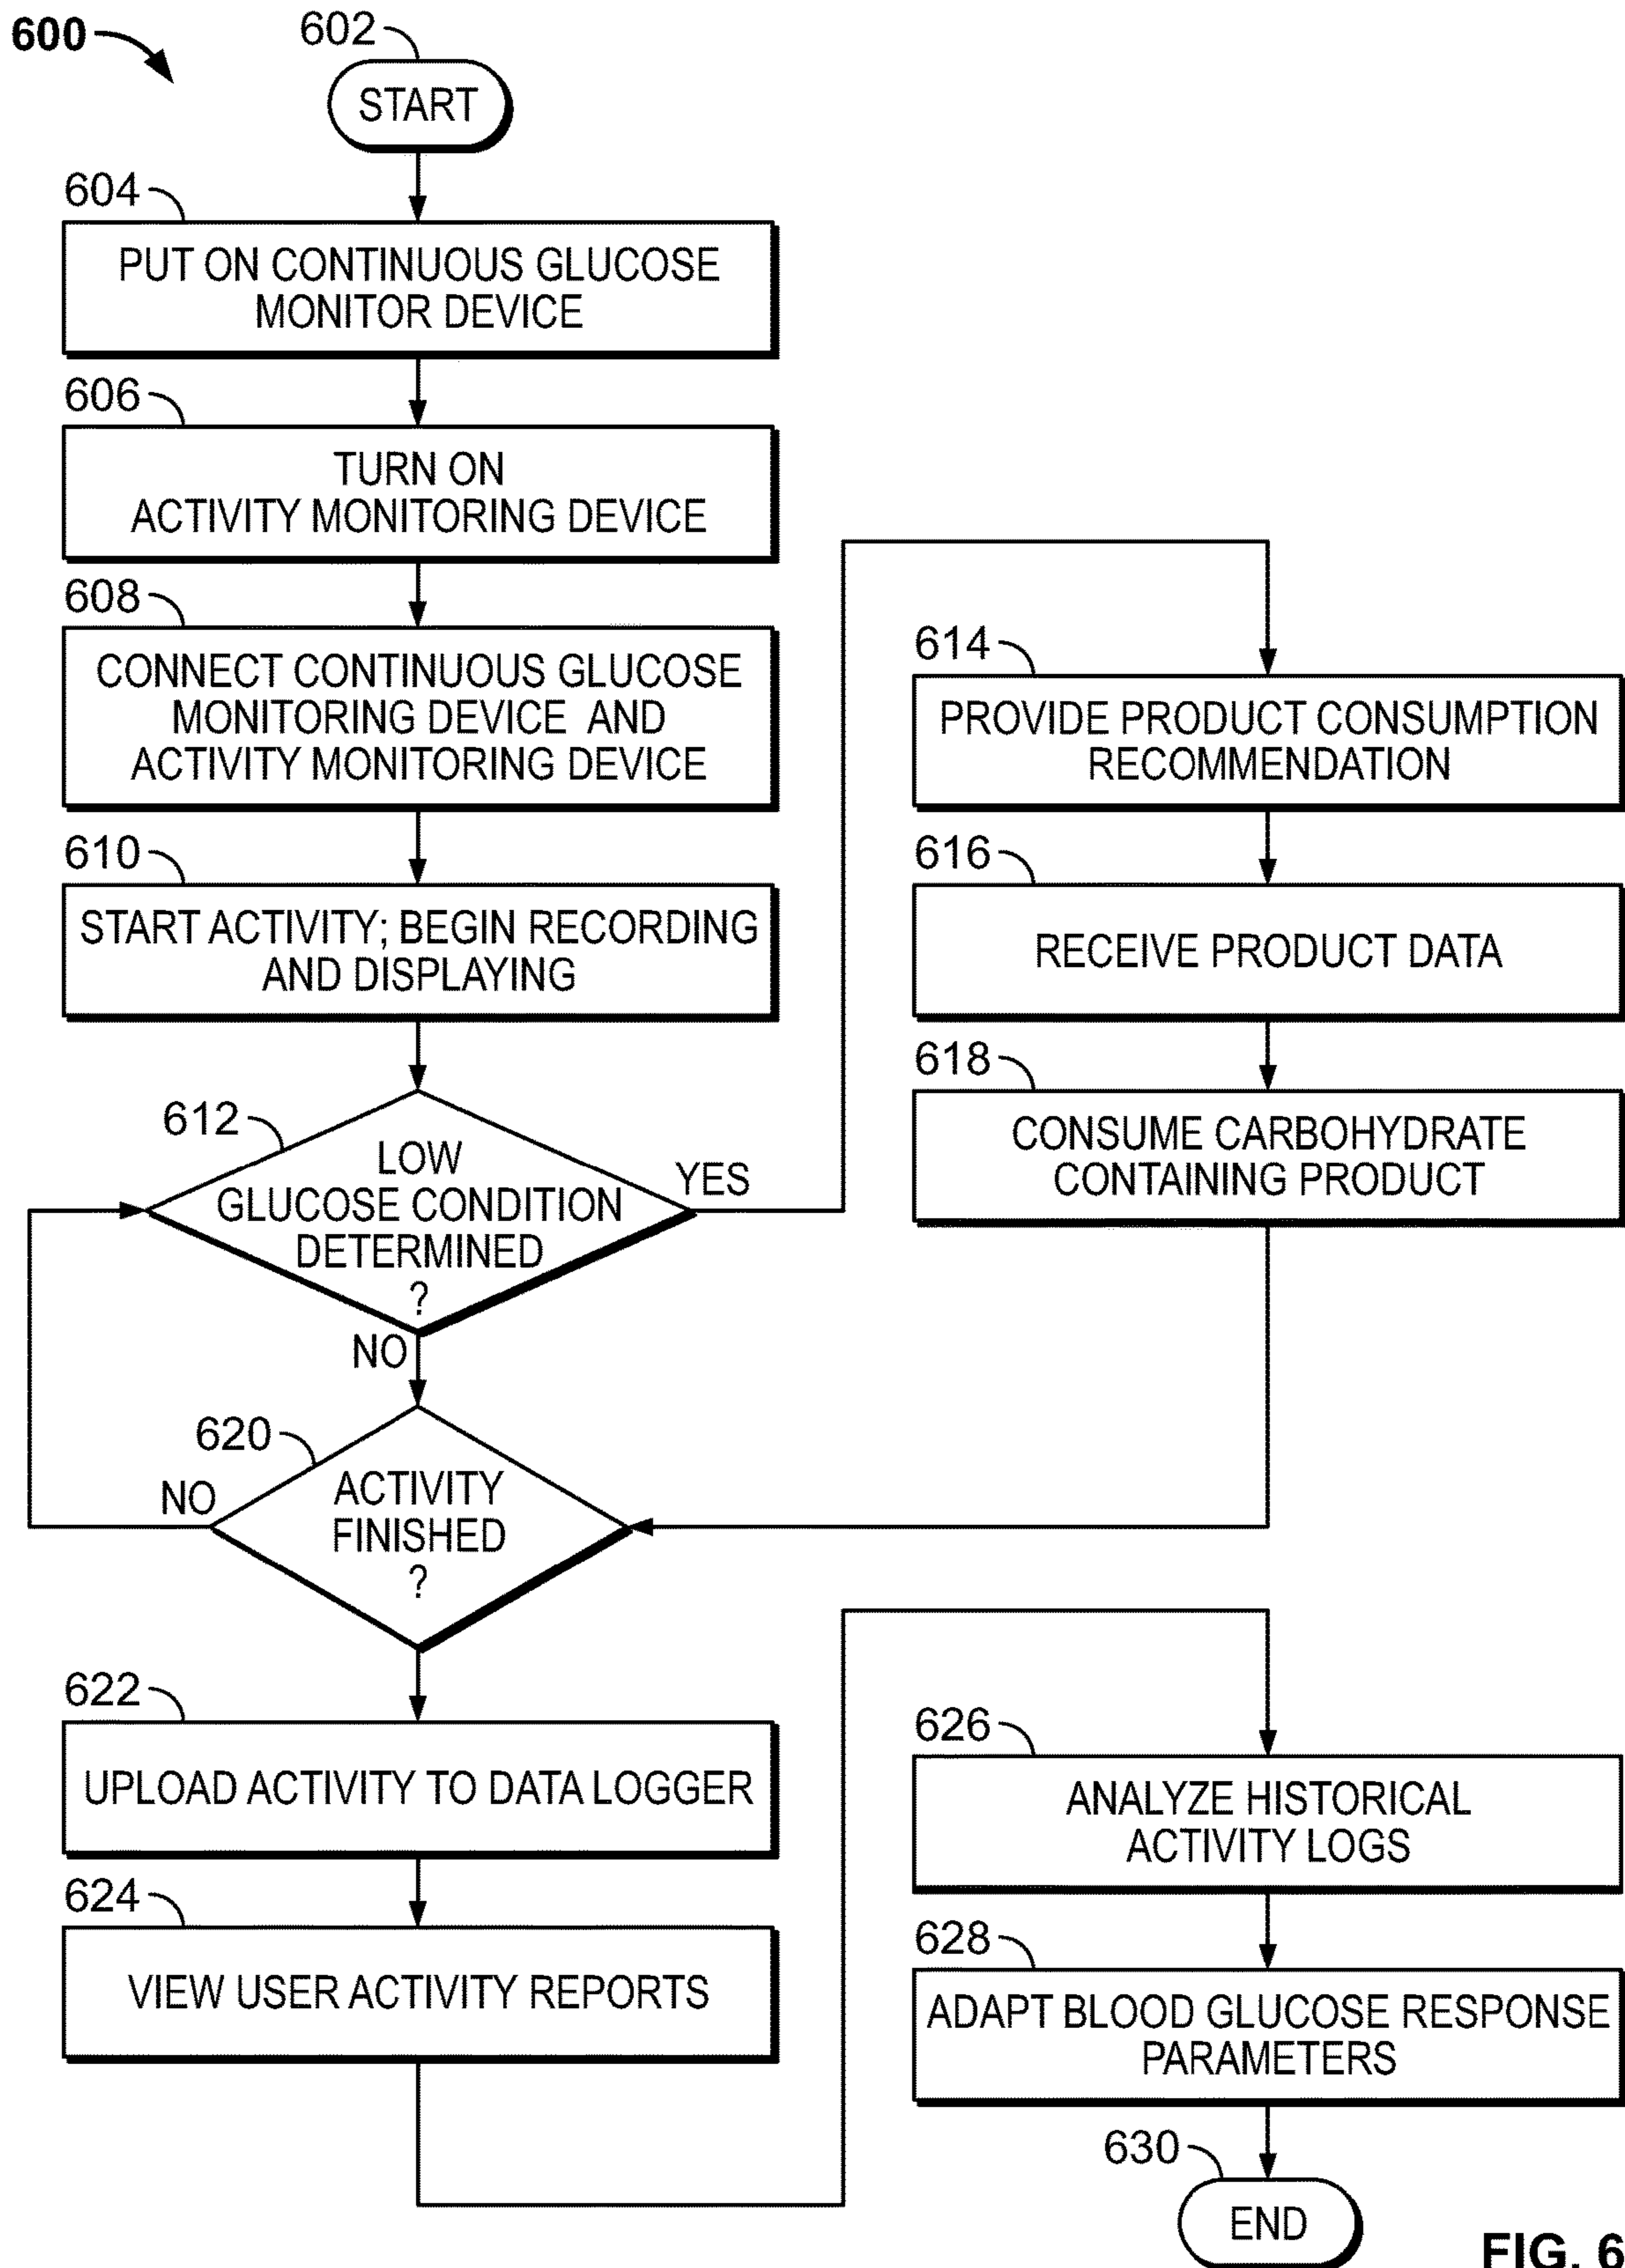 600
602
START
604
PUT ON CONTINUOUS GLUCOSE
MONITOR DEVICE
606
TURN ON
ACTIVITY MONITORING DEVICE
608
CONNECT CONTINUOUS GLUCOSE
MONITORING DEVICE AND
ACTIVITY MONITORING DEVICE
610
START ACTIVITY; BEGIN RECORDING
AND DISPLAYING
612
LOW
GLUCOSE CONDITION
DETERMINED
?
YES
NO
614
PROVIDE PRODUCT CONSUMPTION
RECOMMENDATION
616
RECEIVE PRODUCT DATA
618
CONSUME CARBOHYDRATE
CONTAINING PRODUCT
620
ACTIVITY
FINISHED
?
NO
622
UPLOAD ACTIVITY TO DATA LOGGER
624
VIEW USER ACTIVITY REPORTS
626
ANALYZE HISTORICAL
ACTIVITY LOGS
628
ADAPT BLOOD GLUCOSE RESPONSE
PARAMETERS
630
END
FIG. 6